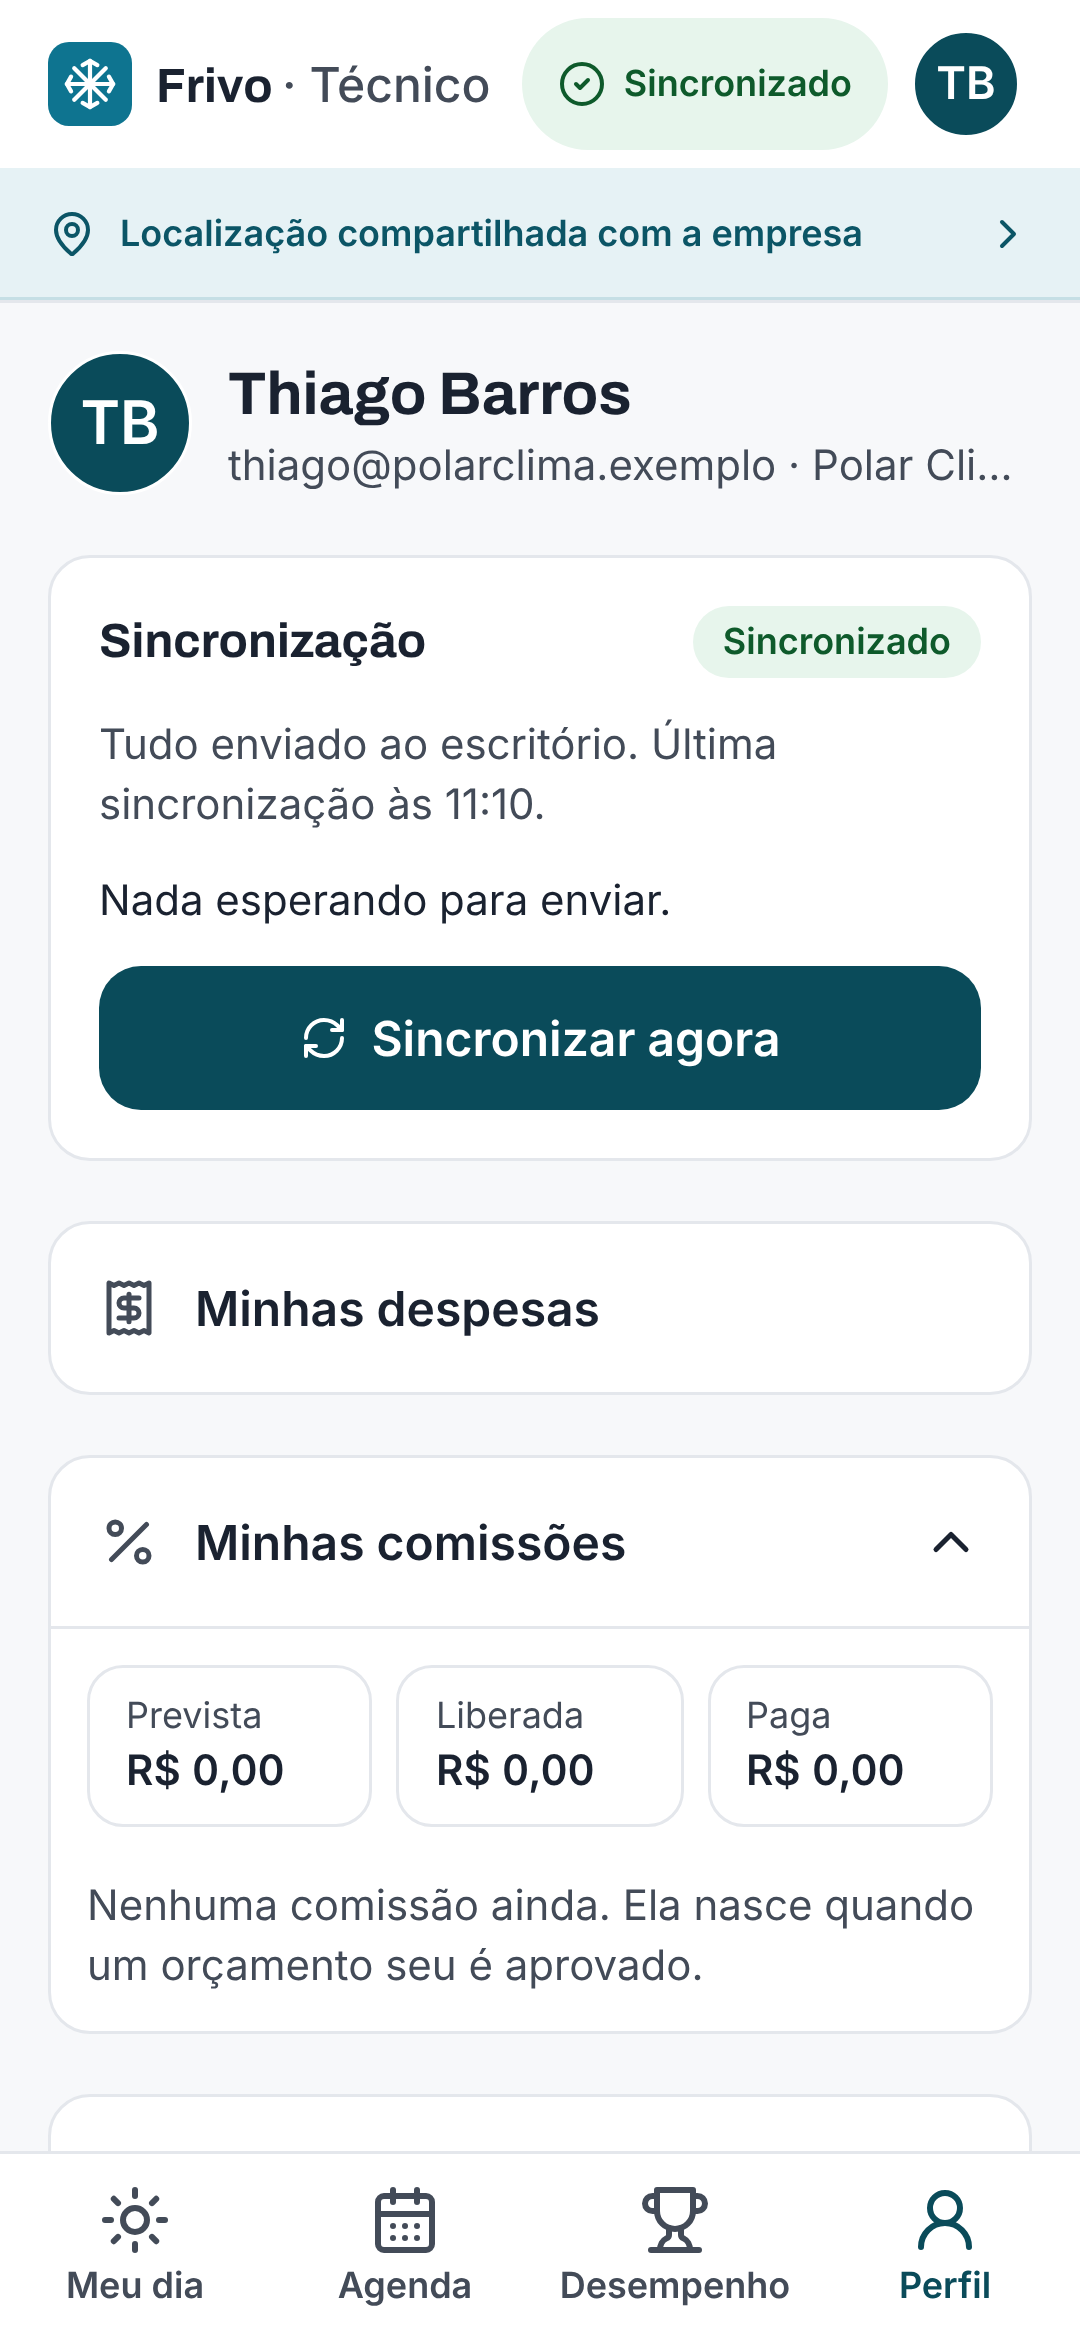 Frivo · Técnico
Sincronizado
TB
Localização compartilhada com a empresa
TB
Thiago Barros
thiago@polarclima.exemplo · Polar Cli...
Sincronização
Sincronizado
Tudo enviado ao escritório. Última
sincronização às 11:10.
Nada esperando para enviar.
Sincronizar agora
Minhas despesas
Minhas comissões
Prevista
R$ 0,00
Liberada
R$ 0,00
Paga
R$ 0,00
Nenhuma comissão ainda. Ela nasce quando
um orçamento seu é aprovado.
Meu dia
Agenda
Desempenho
Perfil